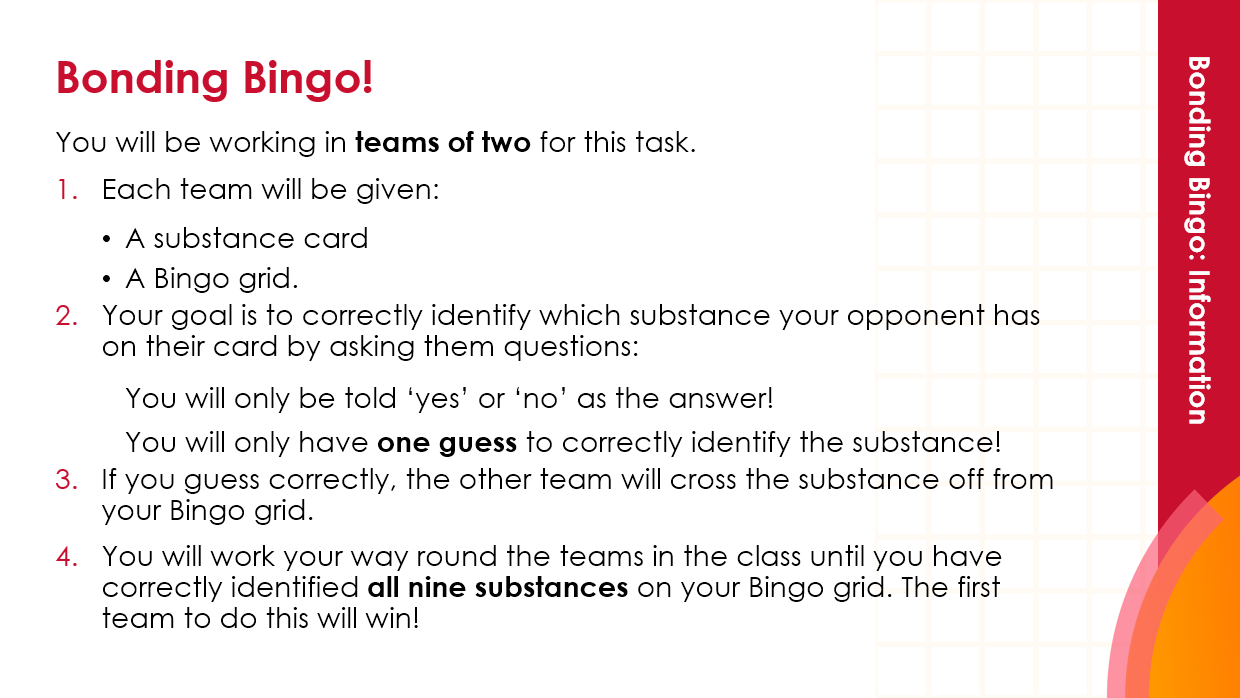 Bonding Bingo!
You will be working in teams of two for this task.
1. Each team will be given:
• A substance card
• A Bingo grid.
2. Your goal is to correctly identify which substance your opponent has
on their card by asking them questions:
You will only be told ‘yes’ or ‘no’ as the answer!
You will only have one guess to correctly identify the substance!
3. If you guess correctly, the other team will cross the substance off from
your Bingo grid.
4. You will work your way round the teams in the class until you have
correctly identified all nine substances on your Bingo grid. The first
team to do this will win!
Bonding Bingo: Information